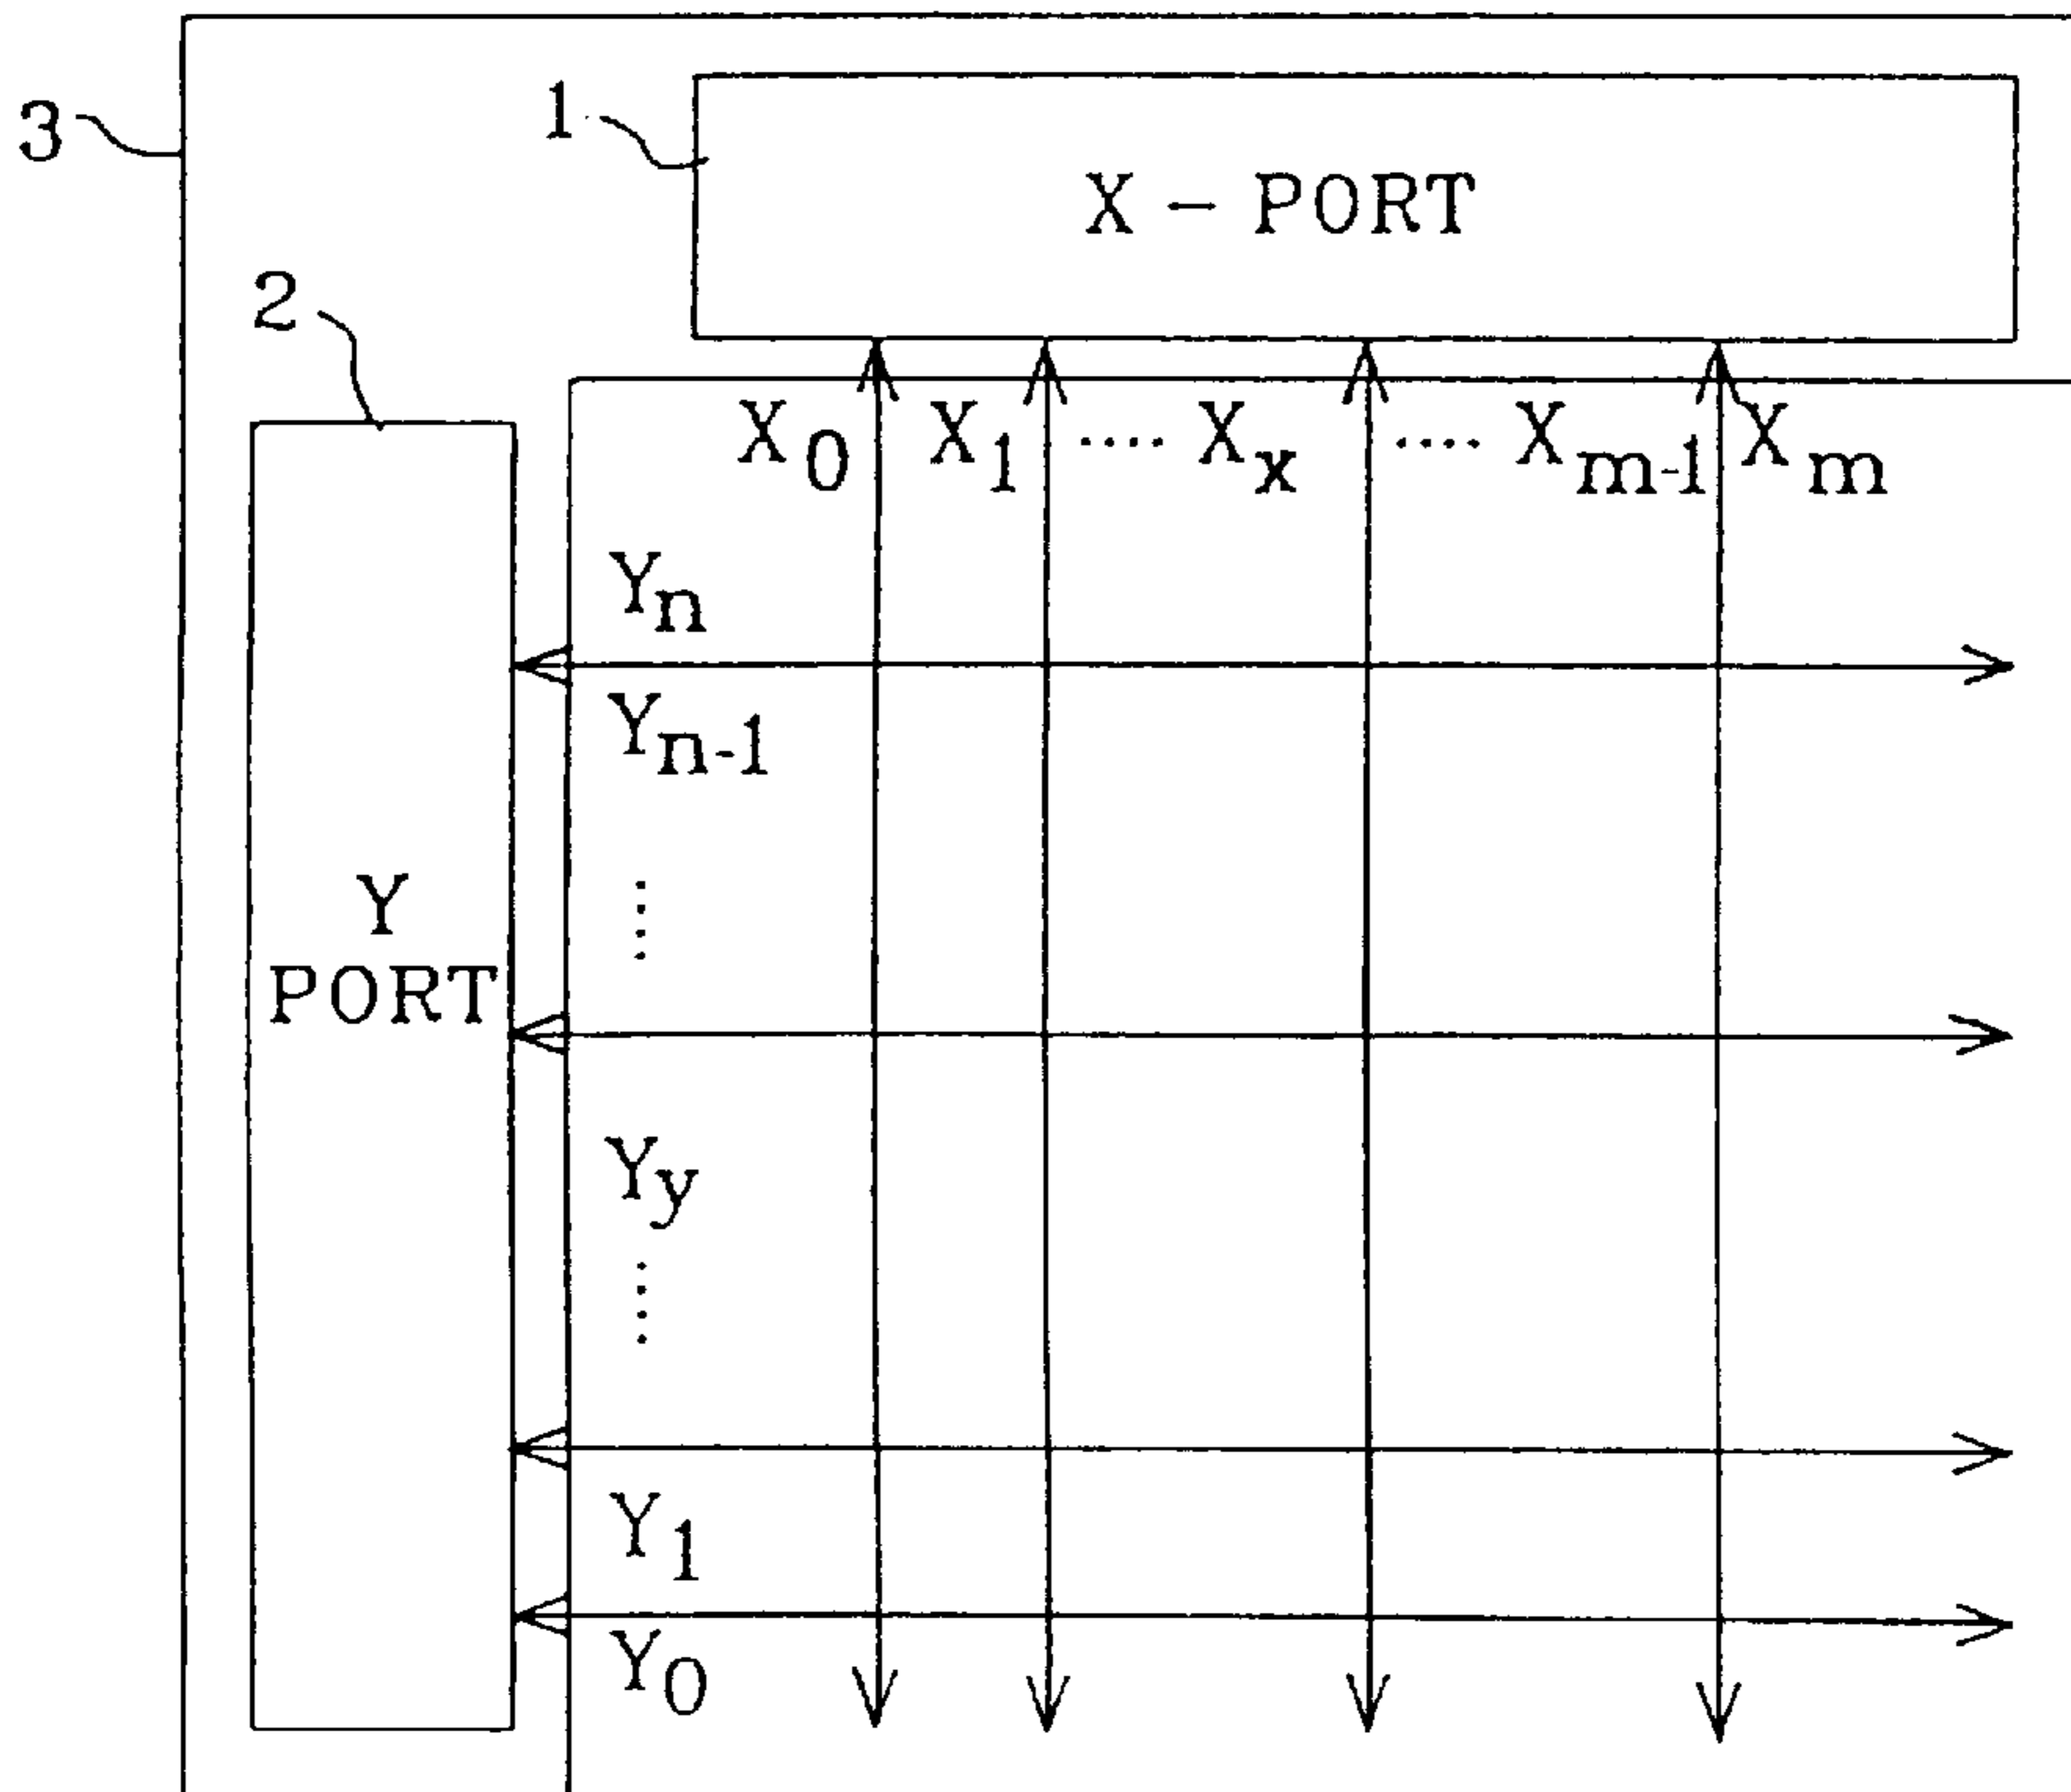 3
1
X - PORT
2
X0 X1 .... Xx .... Xm-1 Xm
Yn
Yn-1
....
Y
PORT
Yy
....
Y1
Y0